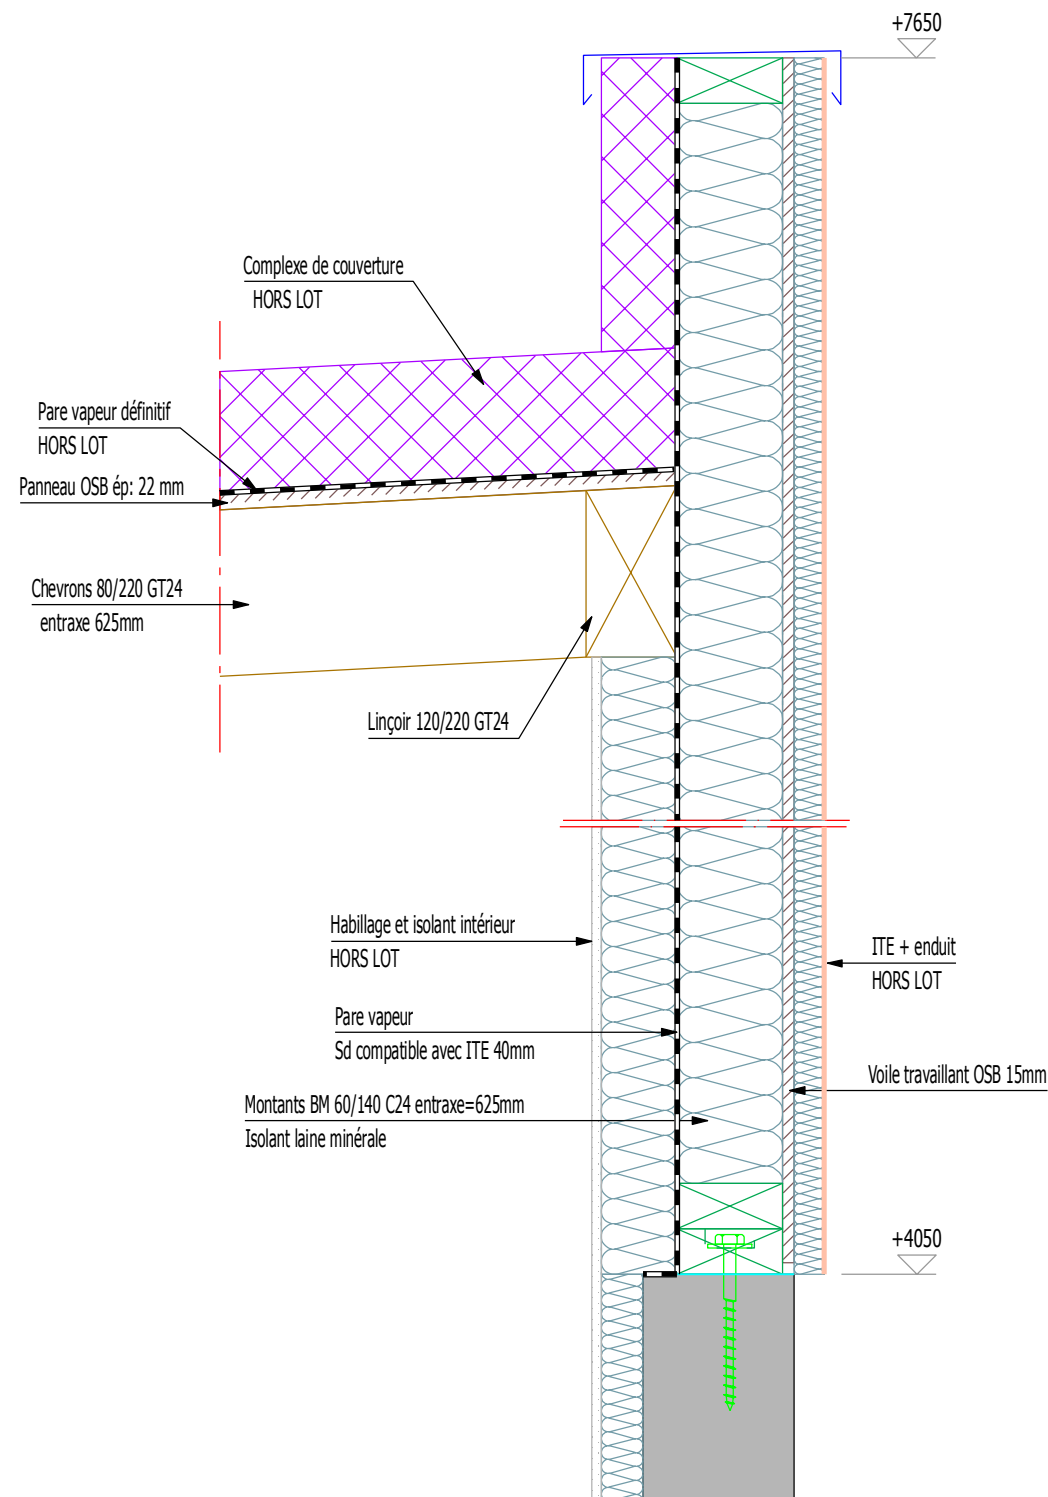 +7650
Complexe de couverture
HORS LOT
Pare vapeur définitif
HORS LOT
Panneau OSB ép: 22 mm
Chevrons 80/220 GT24
entraxe 625mm
Linçoir 120/220 GT24
Habillage et isolant intérieur
HORS LOT
ITE + enduit
HORS LOT
Pare vapeur
Sd compatible avec ITE 40mm
Voile travaillant OSB 15mm
Montants BM 60/140 C24 entraxe=625mm
Isolant laine minérale
+4050